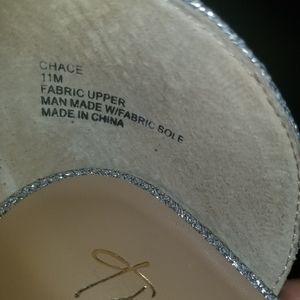 CHACE
11M
FABRIC UPPER
MAN MADE W/FABRIC SOLE
MADE IN CHINA